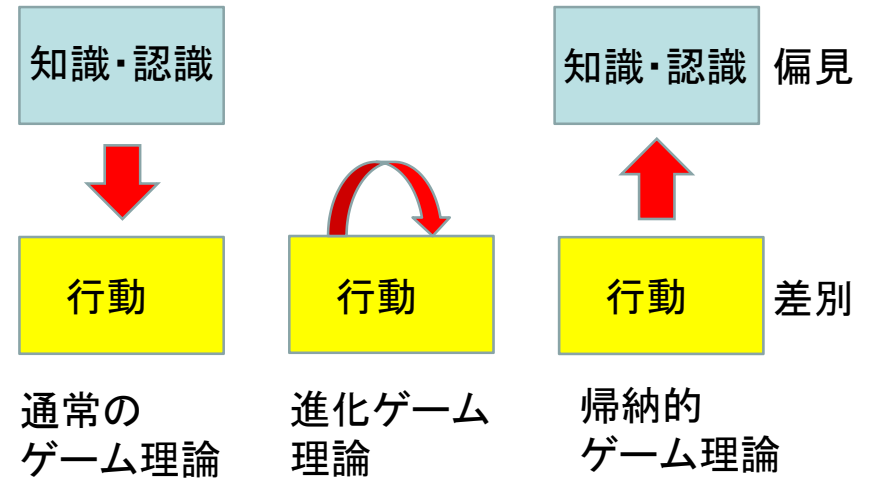 知識・認識
知識・認識
偏見
行動
行動
行動
差別
通常の
ゲーム理論
進化ゲーム
理論
帰納的
ゲーム理論